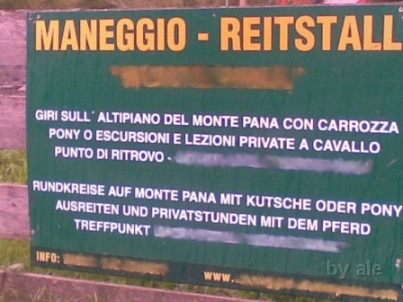 MANEGGIO - REITSTALL
GIRI SULL´ ALTIPIANO DEL MONTE PANA CON CARROZZA
PONY O ESCURSIONI E LEZIONI PRIVATE A CAVALLO
PUNTO DI RITROVO -
RUNDKREISE AUF MONTE PANA MIT KUTSCHE ODER PONY
AUSREITEN UND PRIVATSTUNDEN MIT DEM PFERD
TREFFPUNKT
INFO:
www.
by ale